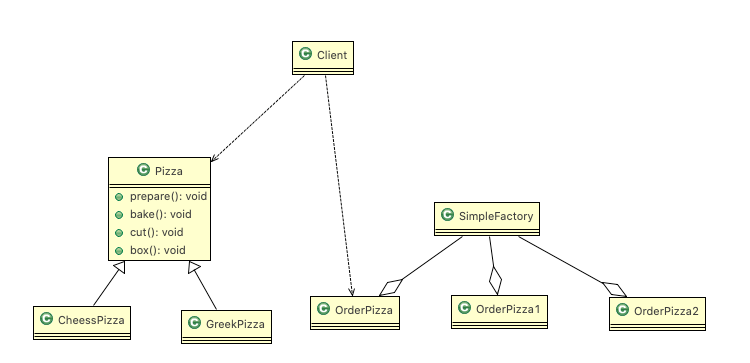 C Client
C Pizza
prepare(): void
bake(): void
cut(): void
box(): void
C SimpleFactory
C CheessPizza
C GreekPizza
C OrderPizza
C OrderPizza1
C OrderPizza2